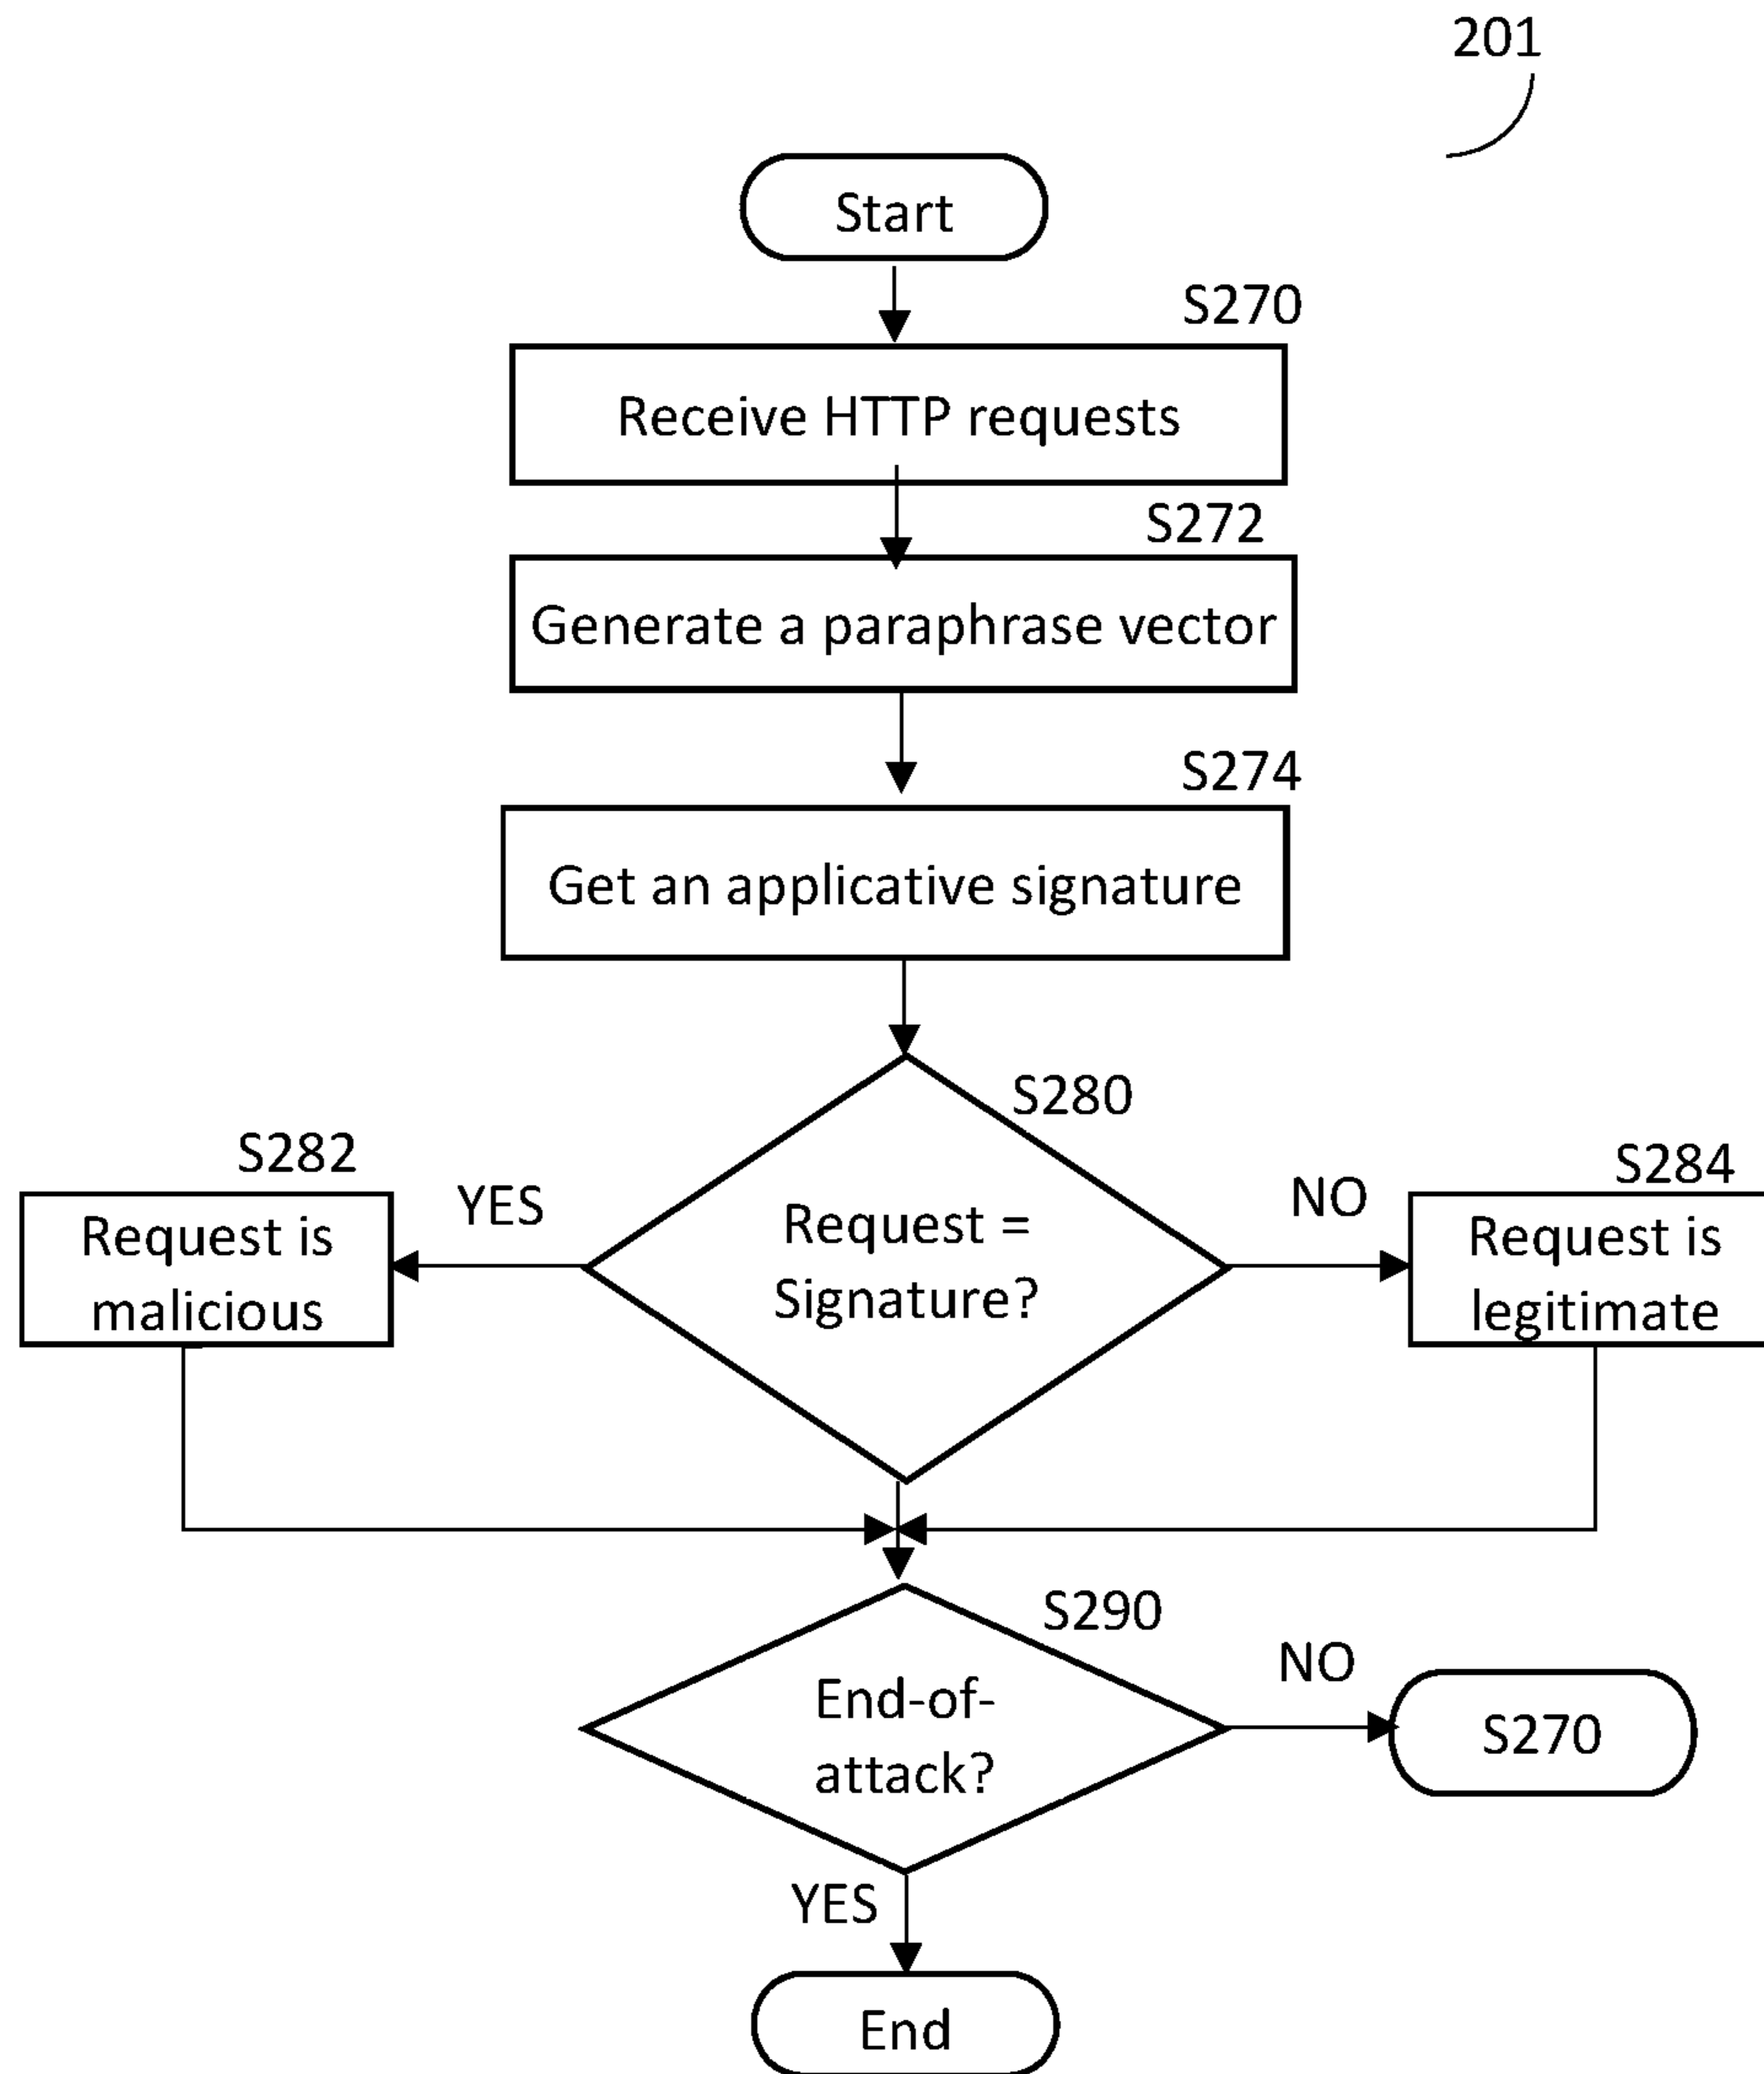 201
Start
S270
Receive HTTP requests
S272
Generate a paraphrase vector
S274
Get an applicative signature
S280
S282
S284
YES
NO
Request is
malicious
Request =
Signature?
Request is
legitimate
S290
NO
End-of-
attack?
S270
YES
End